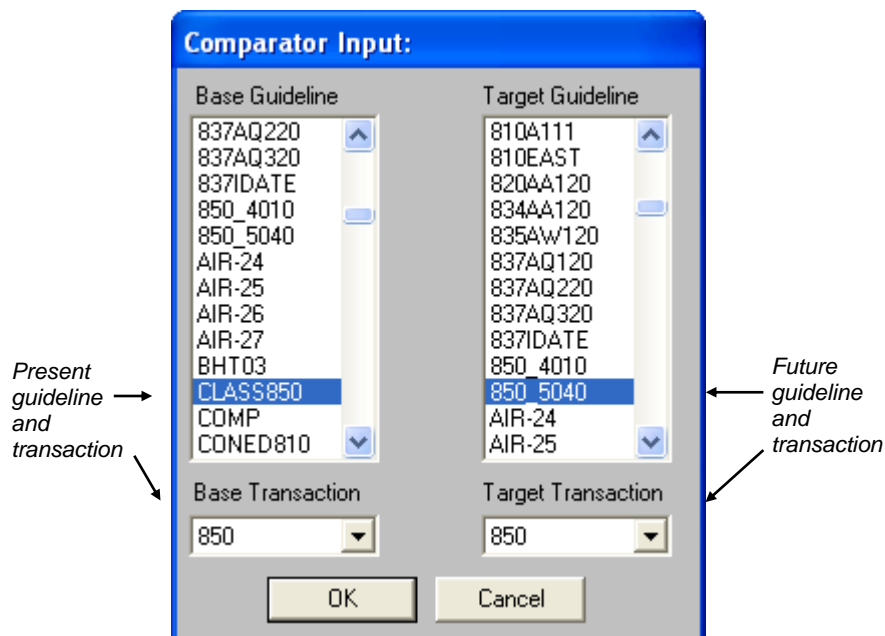 Comparator Input:
Base Guideline
837AQ220
837AQ320
837IDATE
850_4010
850_5040
AIR-24
AIR-25
AIR-26
AIR-27
BHT03
CLASS850
COMP
CONED810
Target Guideline
810A111
810EAST
820AA120
834AA120
835AW120
837AQ120
837AQ220
837AQ320
837IDATE
850_4010
850_5040
AIR-24
AIR-25
Present
guideline
and
transaction
Future
guideline
and
transaction
Base Transaction
850
Target Transaction
850
OK
Cancel